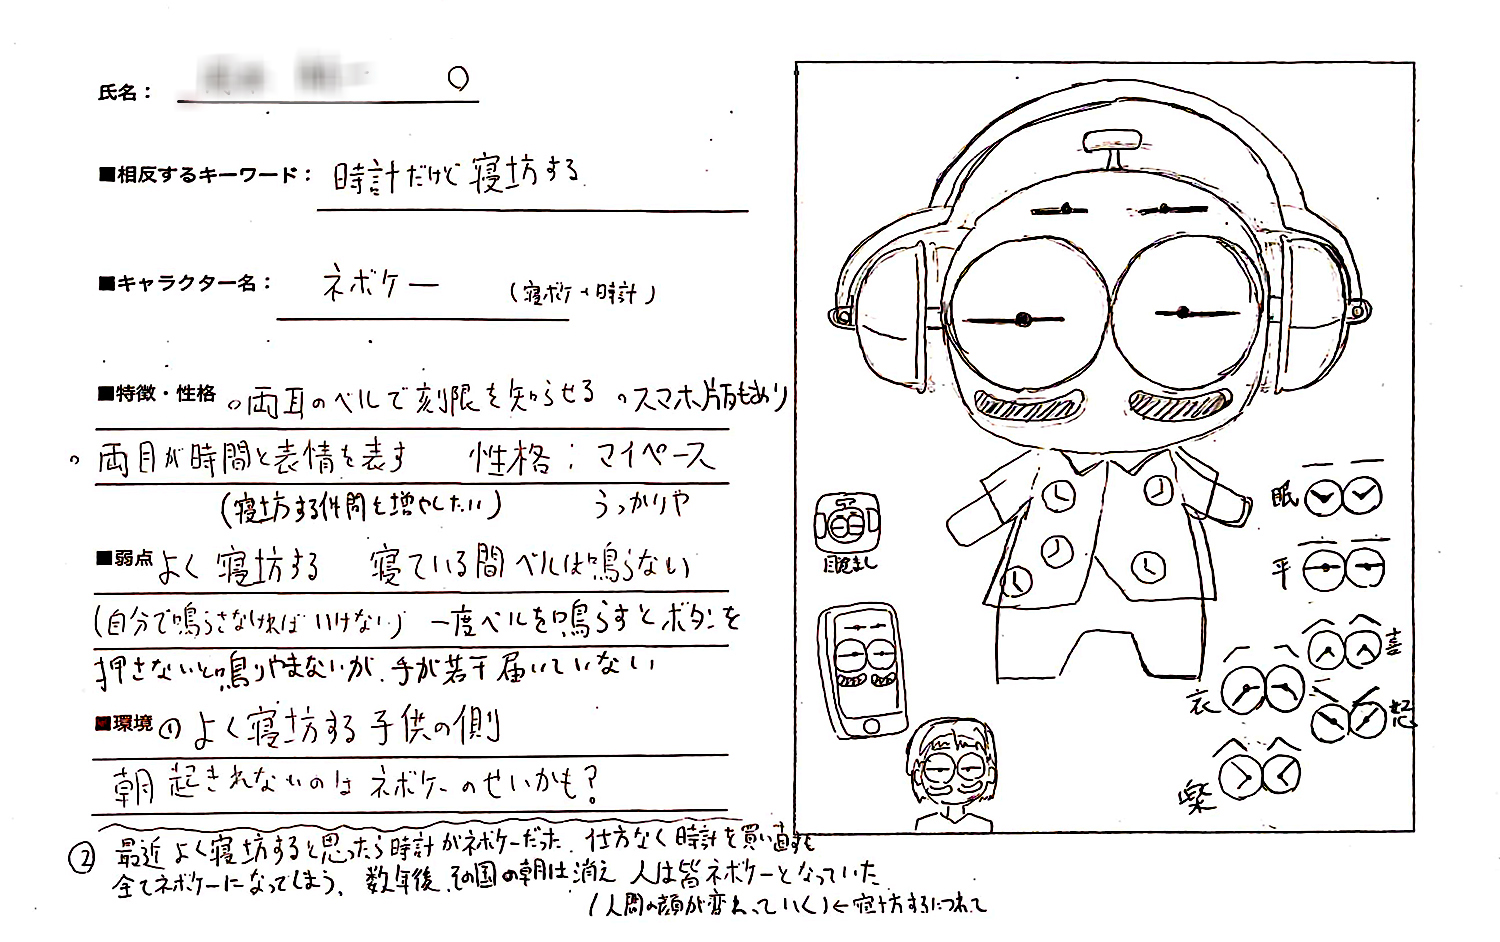 氏名：
■相反するキーワード： 時計だけど寝坊する
■キャラクター名： ネボケー （寝ボケ＋時計）
■特徴・性格 。両耳のベルで刻限を知らせる 。スマホ版もあり
。両目が時間と表情を表す 性格：マイペース
（寝坊する仲間を増やしたい） うっかりや
■弱点 よく寝坊する 寝ている間ベルは鳴らない
（自分で鳴らさなければいけない） 一度ベルを鳴らすとボタンを
押さないと鳴りやまないが、手が若干届いていない
■環境 ① よく寝坊する子供の側
朝起きれないのはネボケーのせいかも？
② 最近よく寝坊すると思ったら時計がネボケーだった、仕方なく時計を買い直すも
全てネボケーになってしまう、数年後、その国の朝は消え 人は皆ネボケーとなっていた
（人間の顔が変わっていく）← 寝坊するにつれて
目覚まし
眠
平
喜
哀
怒
楽